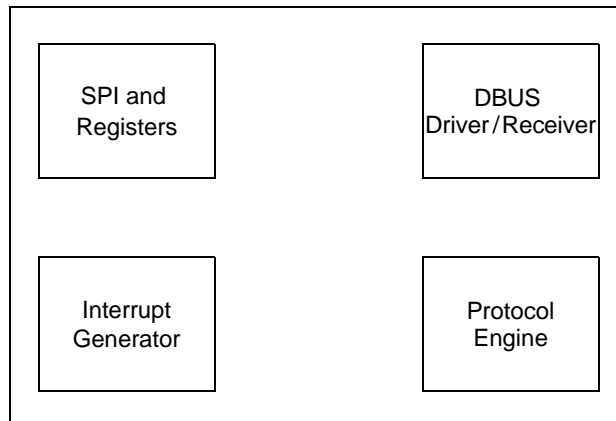 SPI and
Registers
DBUS
Driver/Receiver
Interrupt
Generator
Protocol
Engine